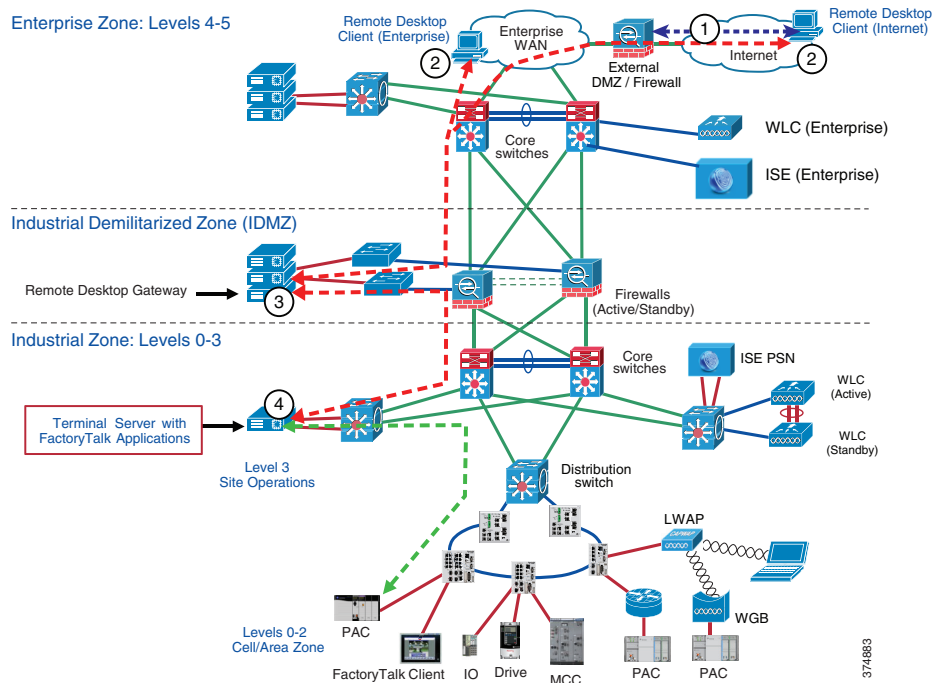 Enterprise Zone: Levels 4-5
Remote Desktop
Client (Enterprise)
2
Enterprise
WAN
External
DMZ / Firewall
1
Internet
Remote Desktop
Client (Internet)
2
Core
switches
WLC (Enterprise)
ISE (Enterprise)
Industrial Demilitarized Zone (IDMZ)
Remote Desktop Gateway
3
Firewalls
(Active/Standby)
Industrial Zone: Levels 0-3
Core
switches
ISE PSN
WLC
(Active)
WLC
(Standby)
Terminal Server with
FactoryTalk Applications
4
Level 3
Site Operations
Distribution
switch
LWAP
CAPWAP
WGB
PAC
Levels 0-2
Cell/Area Zone
FactoryTalk Client
IO
Drive
MCC
PAC
PAC
374883